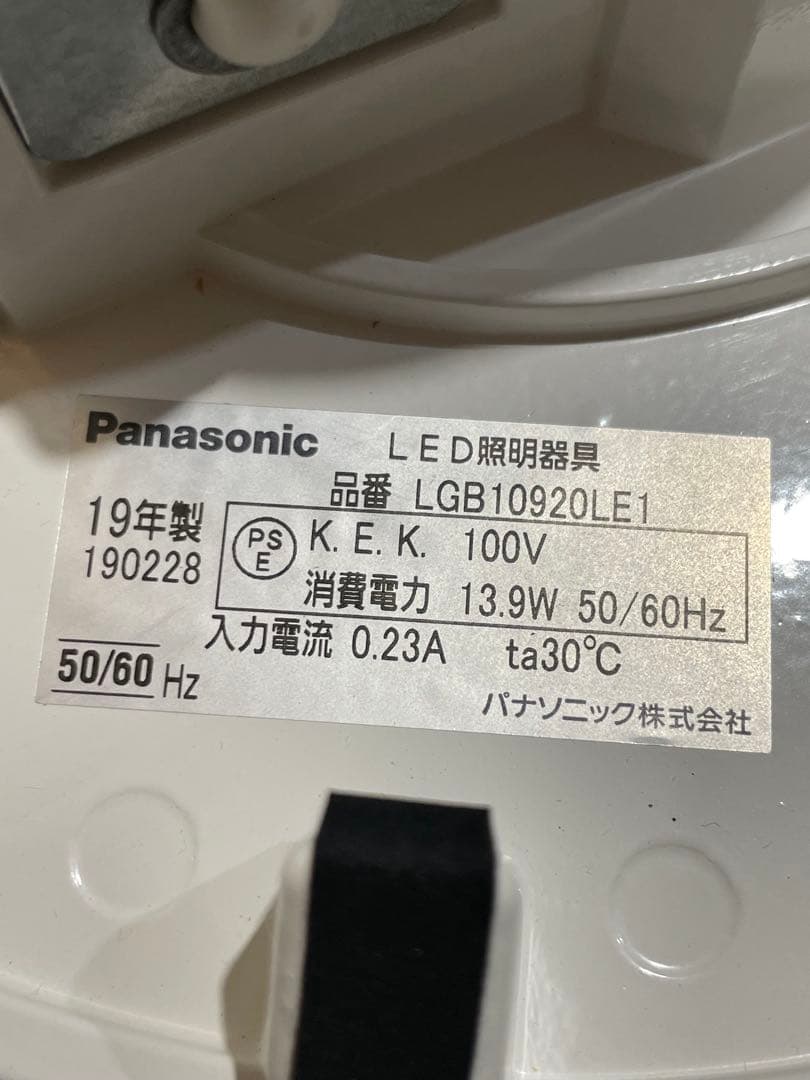 Panasonic LED照明器具
品番 LGB10920LE1
19年製
190228
PS
E
K. E. K. 100V
消費電力 13.9W 50/60Hz
入力電流 0.23A ta30℃
50/60 Hz
パナソニック株式会社